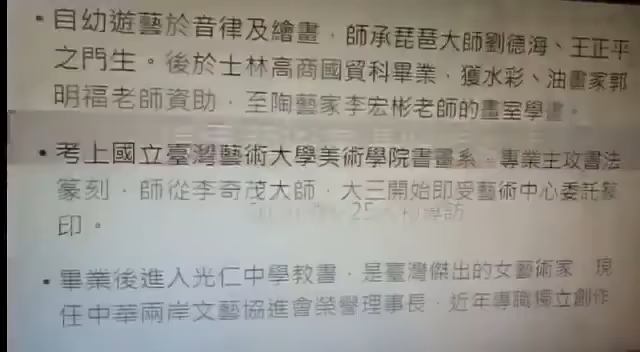 • 自幼遊藝於音律及繪畫，師承琵琶大師劉德海、王正平
之門生。後於士林高商國貿科畢業，獲水彩、油畫家郭
明福老師資助，至陶藝家李宏彬老師的畫室學畫。
• 考上國立臺灣藝術大學美術學院書畫系，專業主攻書法
篆刻，師從李奇茂大師，大三開始即受藝術中心委託篆
印。
• 畢業後進入光仁中學教書，是臺灣傑出的女藝術家，現
任中華兩岸文藝協進會榮譽理事長，近年專職獨立創作